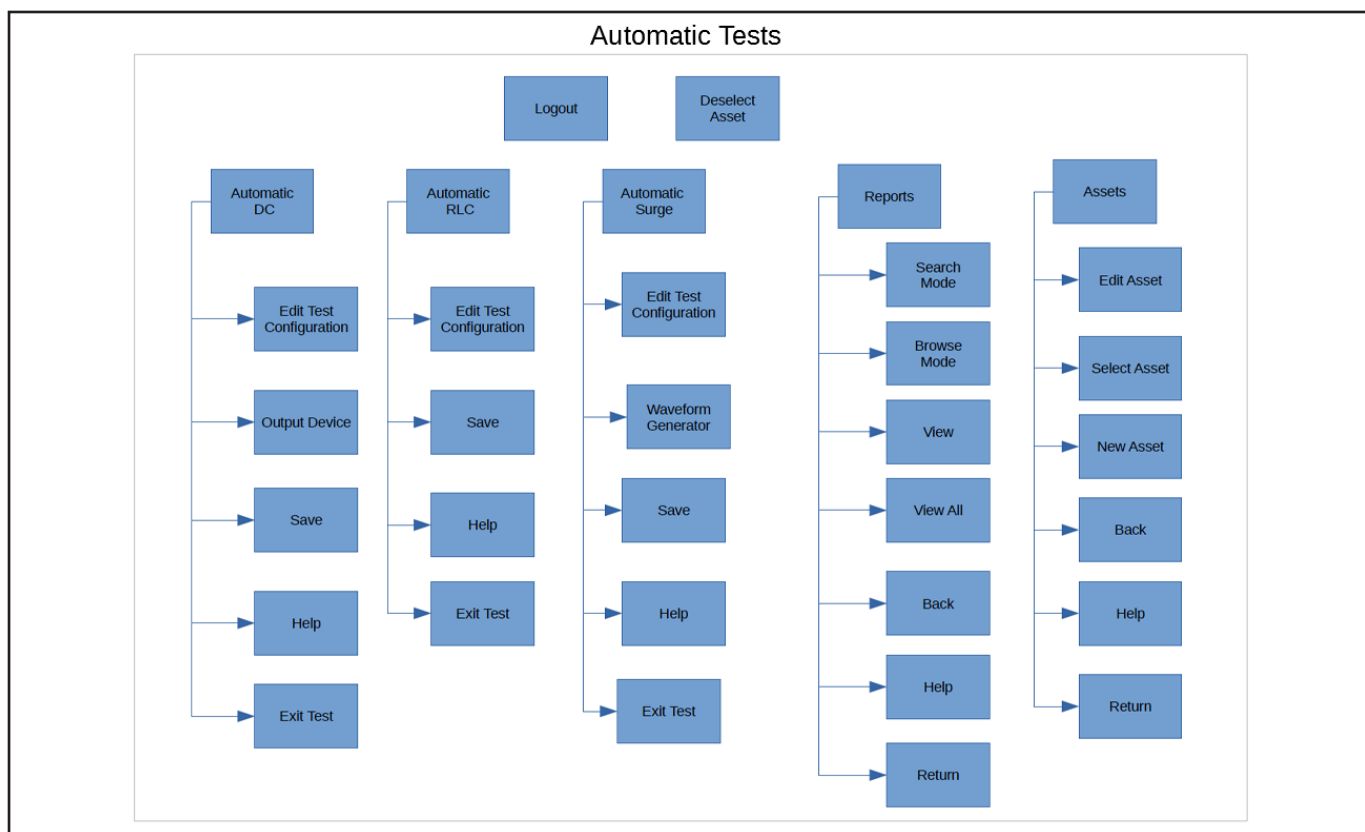 Automatic Tests
Logout
Deselect
Asset
Automatic
DC
Edit Test
Configuration
Output Device
Save
Help
Exit Test
Automatic
RLC
Edit Test
Configuration
Save
Help
Exit Test
Automatic
Surge
Edit Test
Configuration
Waveform
Generator
Save
Help
Exit Test
Reports
Search
Mode
Browse
Mode
View
View All
Back
Help
Return
Assets
Edit Asset
Select Asset
New Asset
Back
Help
Return